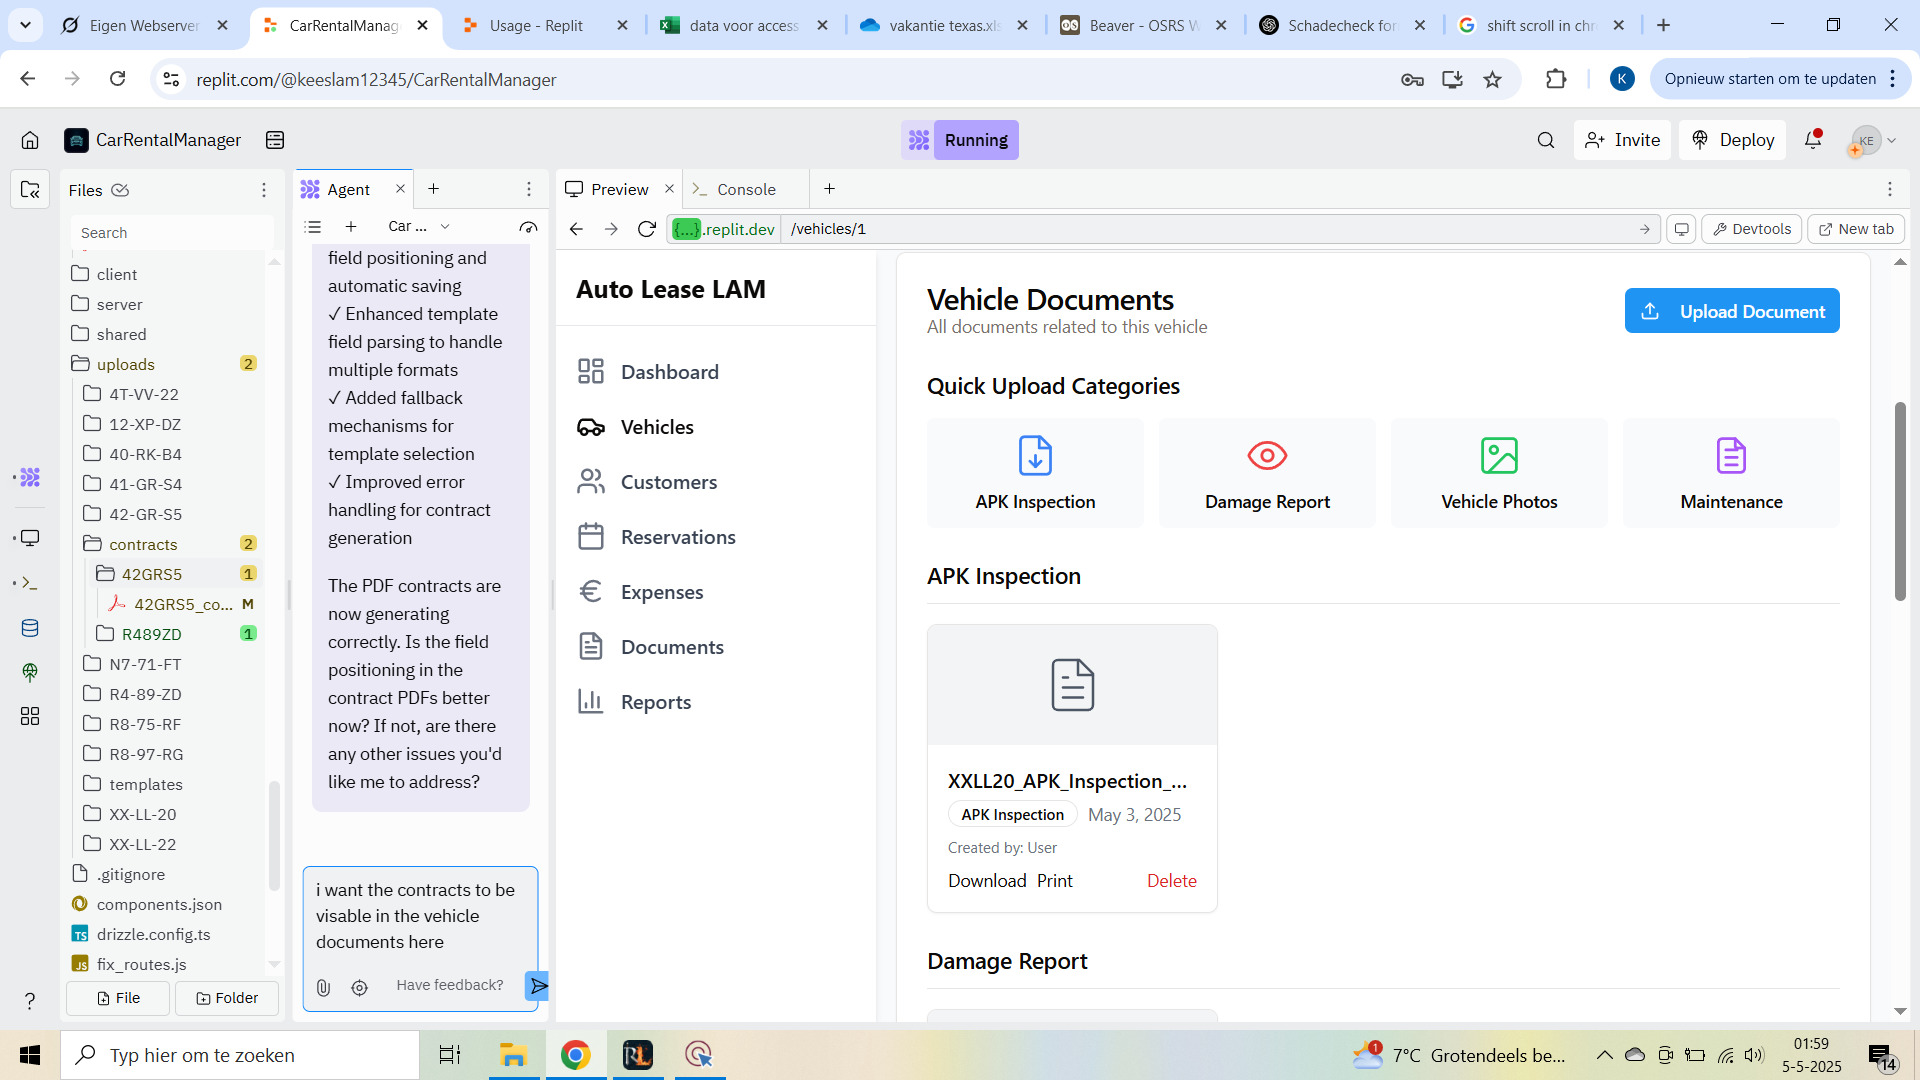 Eigen Webserver
CarRentalManag
Usage - Replit
data voor access
vakantie texas.xls
Beaver - OSRS W
Schadecheck for
shift scroll in chr
replit.com/@keeslam12345/CarRentalManager
K
Opnieuw starten om te updaten
CarRentalManager
Running
Invite
Deploy
KE
Files
Search
client
server
shared
uploads 2
4T-VV-22
12-XP-DZ
40-RK-B4
41-GR-S4
42-GR-S5
contracts 2
42GRS5 1
42GRS5_co... M
R489ZD 1
N7-71-FT
R4-89-ZD
R8-75-RF
R8-97-RG
templates
XX-LL-20
XX-LL-22
.gitignore
components.json
TS drizzle.config.ts
JS fix_routes.js
File
Folder
Agent
Car ...
field positioning and
automatic saving
✓ Enhanced template
field parsing to handle
multiple formats
✓ Added fallback
mechanisms for
template selection
✓ Improved error
handling for contract
generation
The PDF contracts are
now generating
correctly. Is the field
positioning in the
contract PDFs better
now? If not, are there
any other issues you'd
like me to address?
i want the contracts to be
visable in the vehicle
documents here
Have feedback?
Preview
Console
{...}.replit.dev
/vehicles/1
Devtools
New tab
Auto Lease LAM
Dashboard
Vehicles
Customers
Reservations
Expenses
Documents
Reports
Vehicle Documents
All documents related to this vehicle
Upload Document
Quick Upload Categories
APK Inspection
Damage Report
Vehicle Photos
Maintenance
APK Inspection
XXLL20_APK_Inspection_...
APK Inspection
May 3, 2025
Created by: User
Download
Print
Delete
Damage Report
?
Typ hier om te zoeken
RL
1
7°C Grotendeels be...
01:59
5-5-2025
14